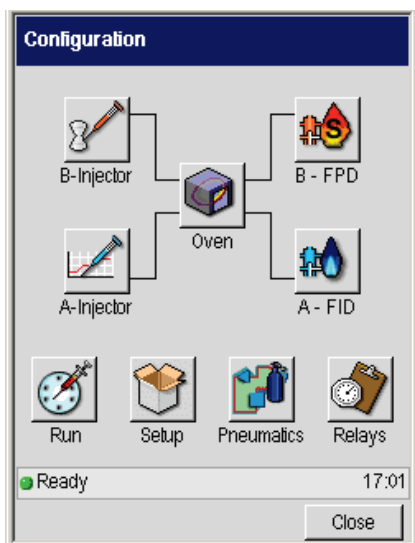 Configuration
B-Injector
B - FPD
S
Oven
A-Injector
A - FID
Run
Setup
Pneumatics
Relays
Ready
17:01
Close